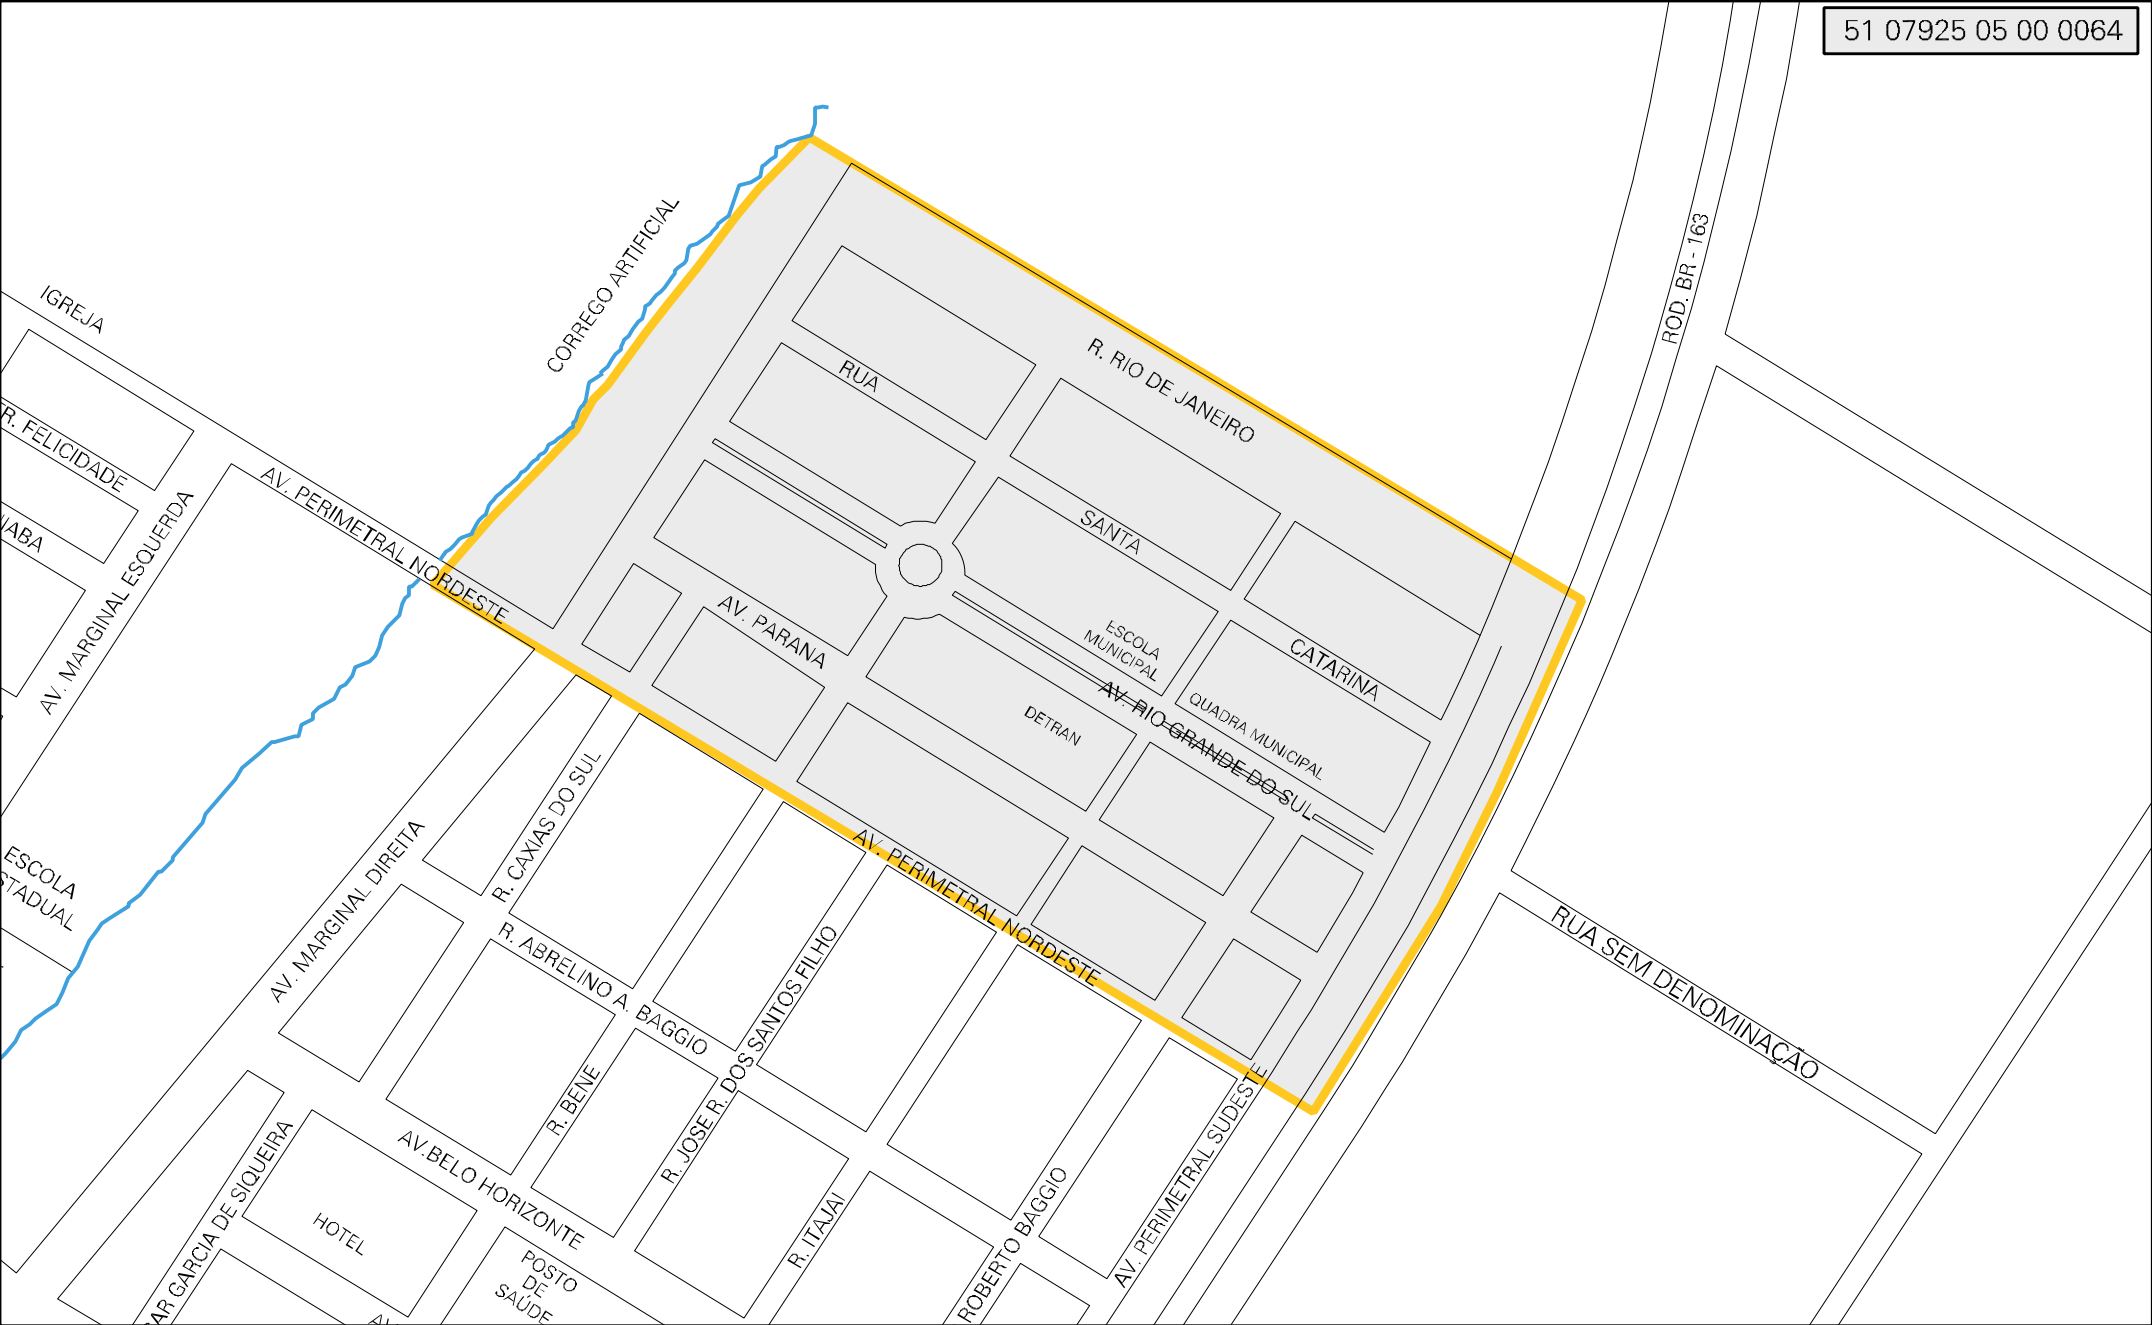 51 07925 05 00 0064
CORREGO ARTIFICIAL
ROD. BR - 163
IGREJA
R. RIO DE JANEIRO
RUA
SANTA
CATARINA
R. FELICIDADE
AV. PERIMETRAL NORDESTE
AV. MARGINAL ESQUERDA
AV. PARANA
ESCOLA
MUNICIPAL
AV. RIO GRANDE DO SUL
QUADRA MUNICIPAL
DETRAN
R. CAXIAS DO SUL
AV. MARGINAL DIREITA
AV. PERIMETRAL NORDESTE
ESCOLA
STADUAL
RUA SEM DENOMINAÇÃO
R. ABRELINO A. BAGGIO
R. JOSE R. DOS SANTOS FILHO
R. BENE
AV. PERIMETRAL SUDESTE
AV.BELO HORIZONTE
GARCIA DE SIQUEIRA
HOTEL
R. ITAJAI
ROBERTO BAGGIO
POSTO
DE
SAÚDE